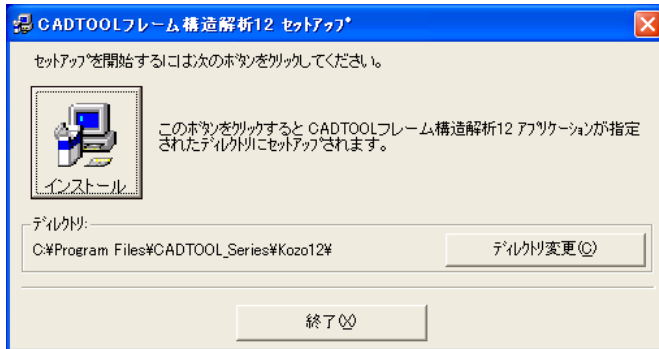 CADTOOLフレーム構造解析12 セットアップ
セットアップを開始するには次のボタンをクリックしてください。
インストール
このボタンをクリックすると CADTOOLフレーム構造解析12 アプリケーションが指定
されたディレクトリにセットアップされます。
ディレクトリ:
C:¥Program Files¥CADTOOL_Series¥Kozo12¥
ディレクトリ変更(C)
終了(X)